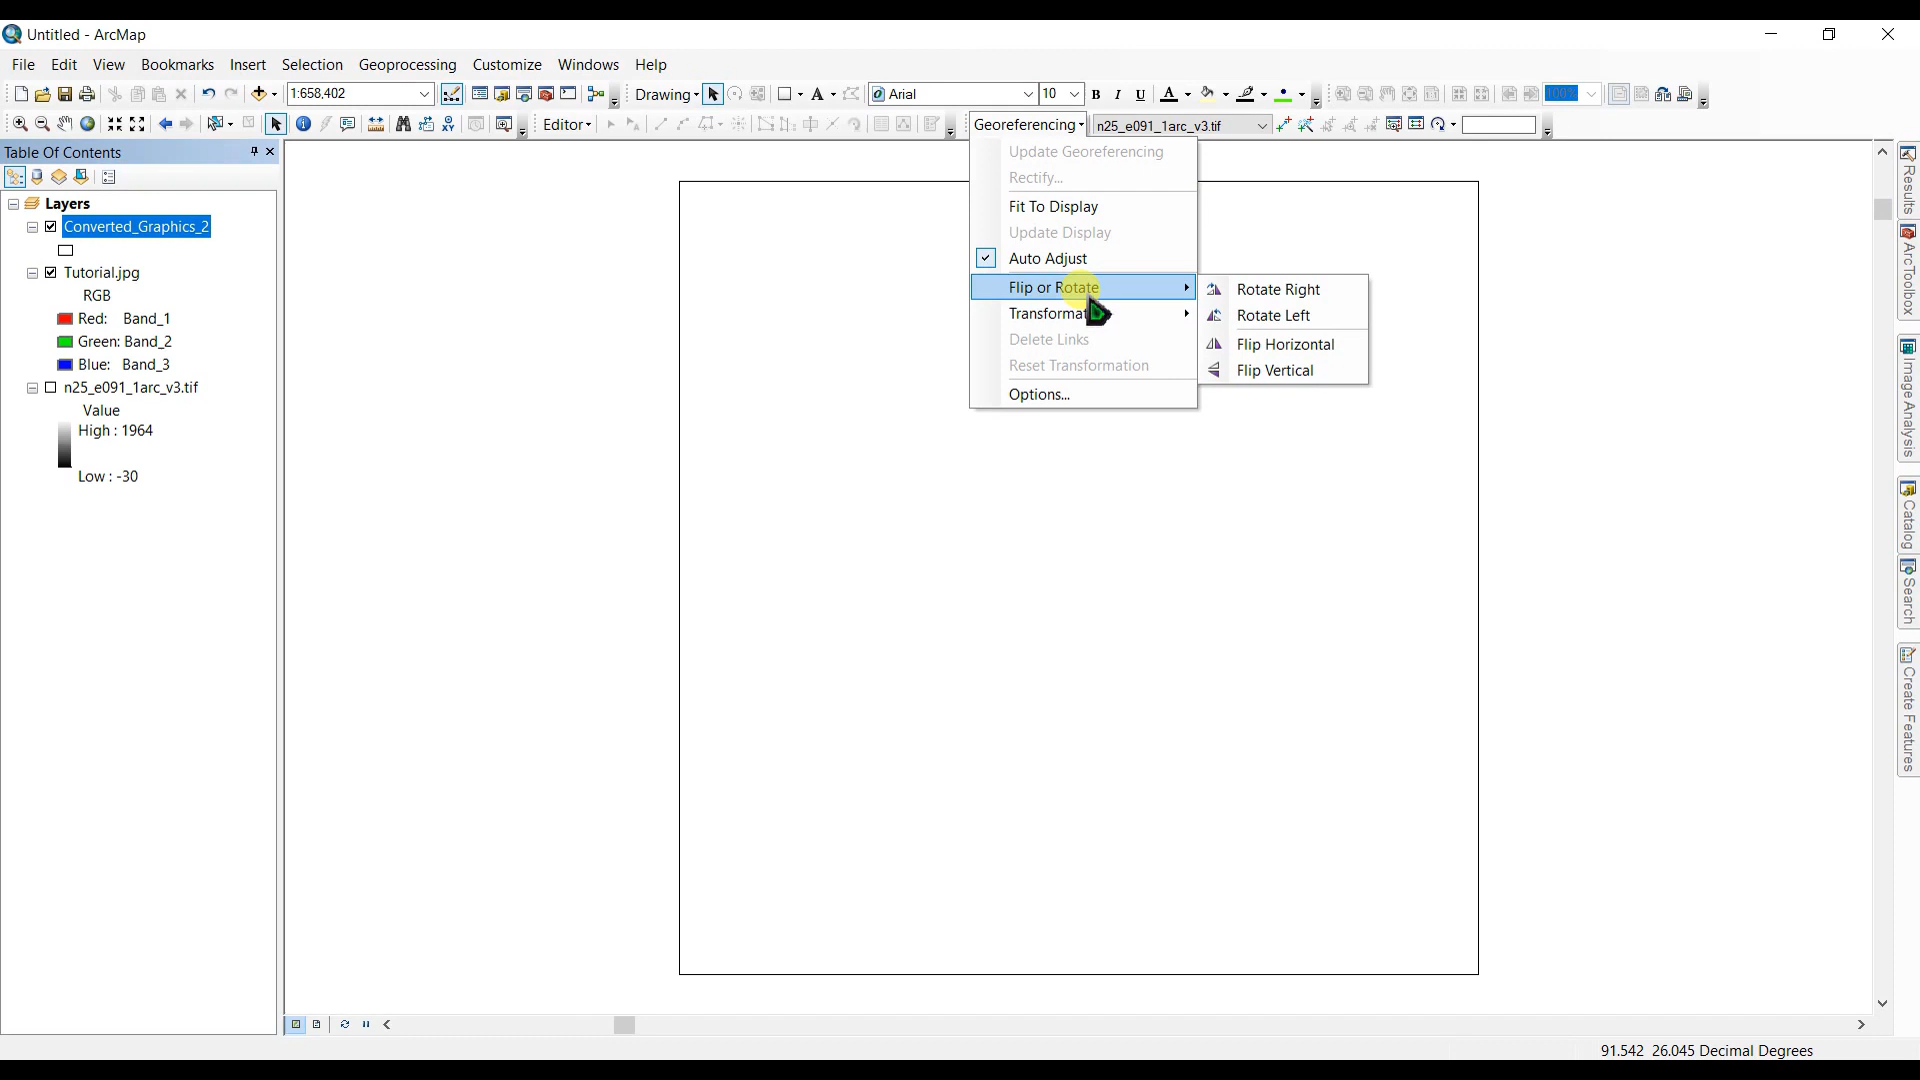 Untitled - ArcMap
File Edit View Bookmarks Insert Selection Geoprocessing Customize Windows Help
1:658,402 Drawing A Arial 10 B I U A 100%
Editor Georeferencing n25_e091_1arc_v3.tif
Table Of Contents
Layers
Converted_Graphics_2
Tutorial.jpg
RGB
Red: Band_1
Green: Band_2
Blue: Band_3
n25_e091_1arc_v3.tif
Value
High : 1964
Low : -30
Update Georeferencing
Rectify...
Fit To Display
Update Display
Auto Adjust
Flip or Rotate
Transformat
Delete Links
Reset Transformation
Options...
Rotate Right
Rotate Left
Flip Horizontal
Flip Vertical
Results
ArcToolbox
Image Analysis
Catalog
Search
Create Features
91.542 26.045 Decimal Degrees